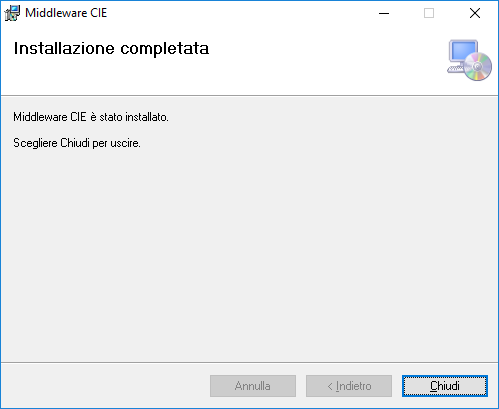 Middleware CIE
Installazione completata
Middleware CIE è stato installato.
Scegliere Chiudi per uscire.
Annulla
< Indietro
Chiudi